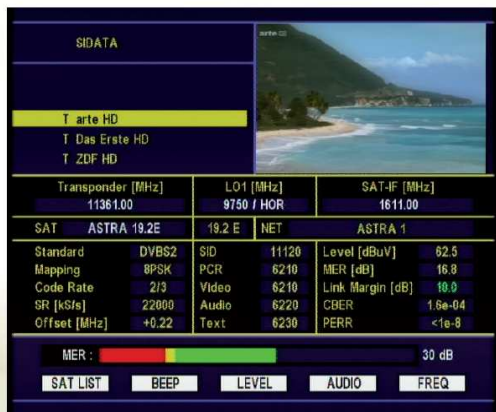 SIDATA
arte HD
T arte HD
T Das Erste HD
T ZDF HD
Transponder [MHz] LO1 [MHz] SAT-IF [MHz]
11361.00 9750 / HOR 1611.00
SAT ASTRA 19.2E 19.2 E NET ASTRA 1
Standard DVBS2 SID 11120 Level [dBuV] 62.5
Mapping 8PSK PCR 6210 MER [dB] 16.8
Code Rate 2/3 Video 6210 Link Margin [dB] 10.0
SR [kS/s] 22000 Audio 6220 CBER 1.6e-04
Offset [MHz] +0.22 Text 6230 PERR <1e-8
MER : 30 dB
SAT LIST BEEP LEVEL AUDIO FREQ